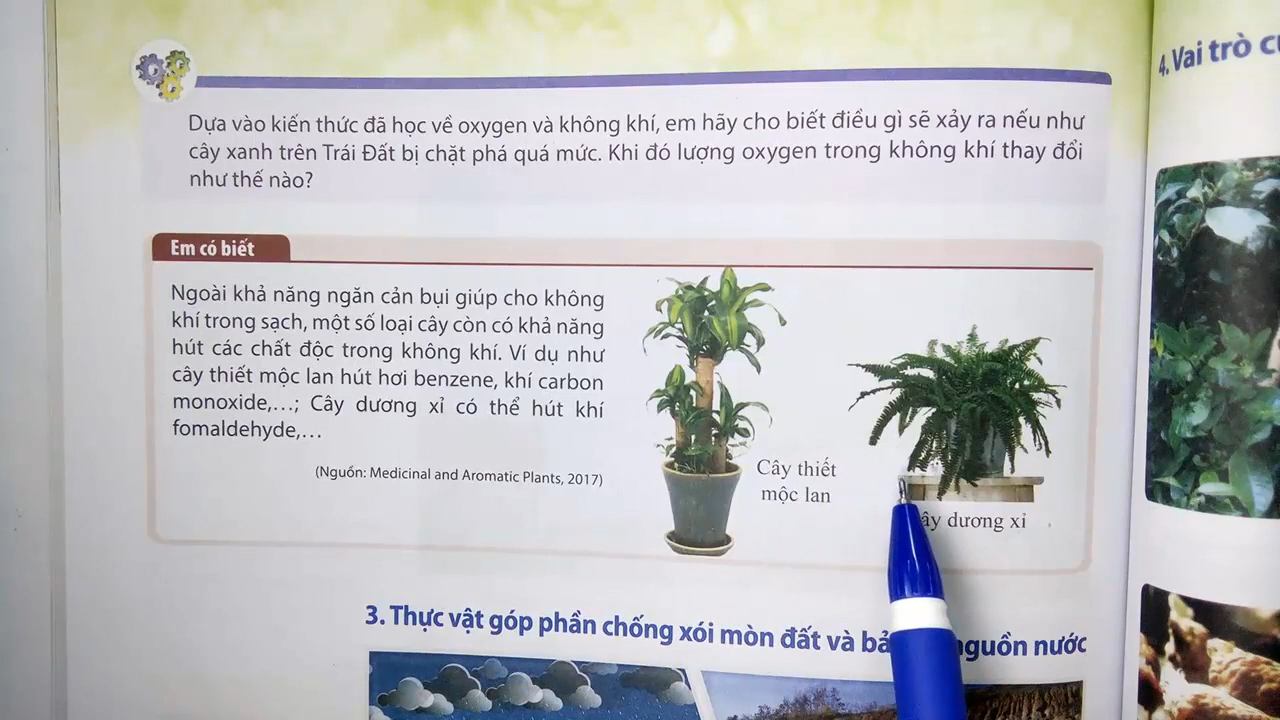 Dựa vào kiến thức đã học về oxygen và không khí, em hãy cho biết điều gì sẽ xảy ra nếu như
cây xanh trên Trái Đất bị chặt phá quá mức. Khi đó lượng oxygen trong không khí thay đổi
như thế nào?
Em có biết
Ngoài khả năng ngăn cản bụi giúp cho không
khí trong sạch, một số loại cây còn có khả năng
hút các chất độc trong không khí. Ví dụ như
cây thiết mộc lan hút hơi benzene, khí carbon
monoxide,...; Cây dương xỉ có thể hút khí
fomaldehyde,...
(Nguồn: Medicinal and Aromatic Plants, 2017)
Cây thiết
mộc lan
dương xỉ
3. Thực vật góp phần chống xói mòn đất và nguồn nước
4. Vai trò